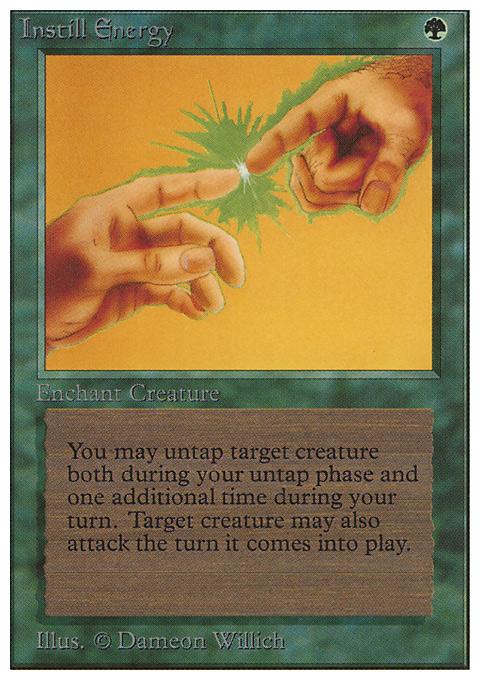 Instill Energy
Enchant Creature
You may untap target creature
both during your untap phase and
one additional time during your
turn. Target creature may also
attack the turn it comes into play.
Illus. © Dameon Willich